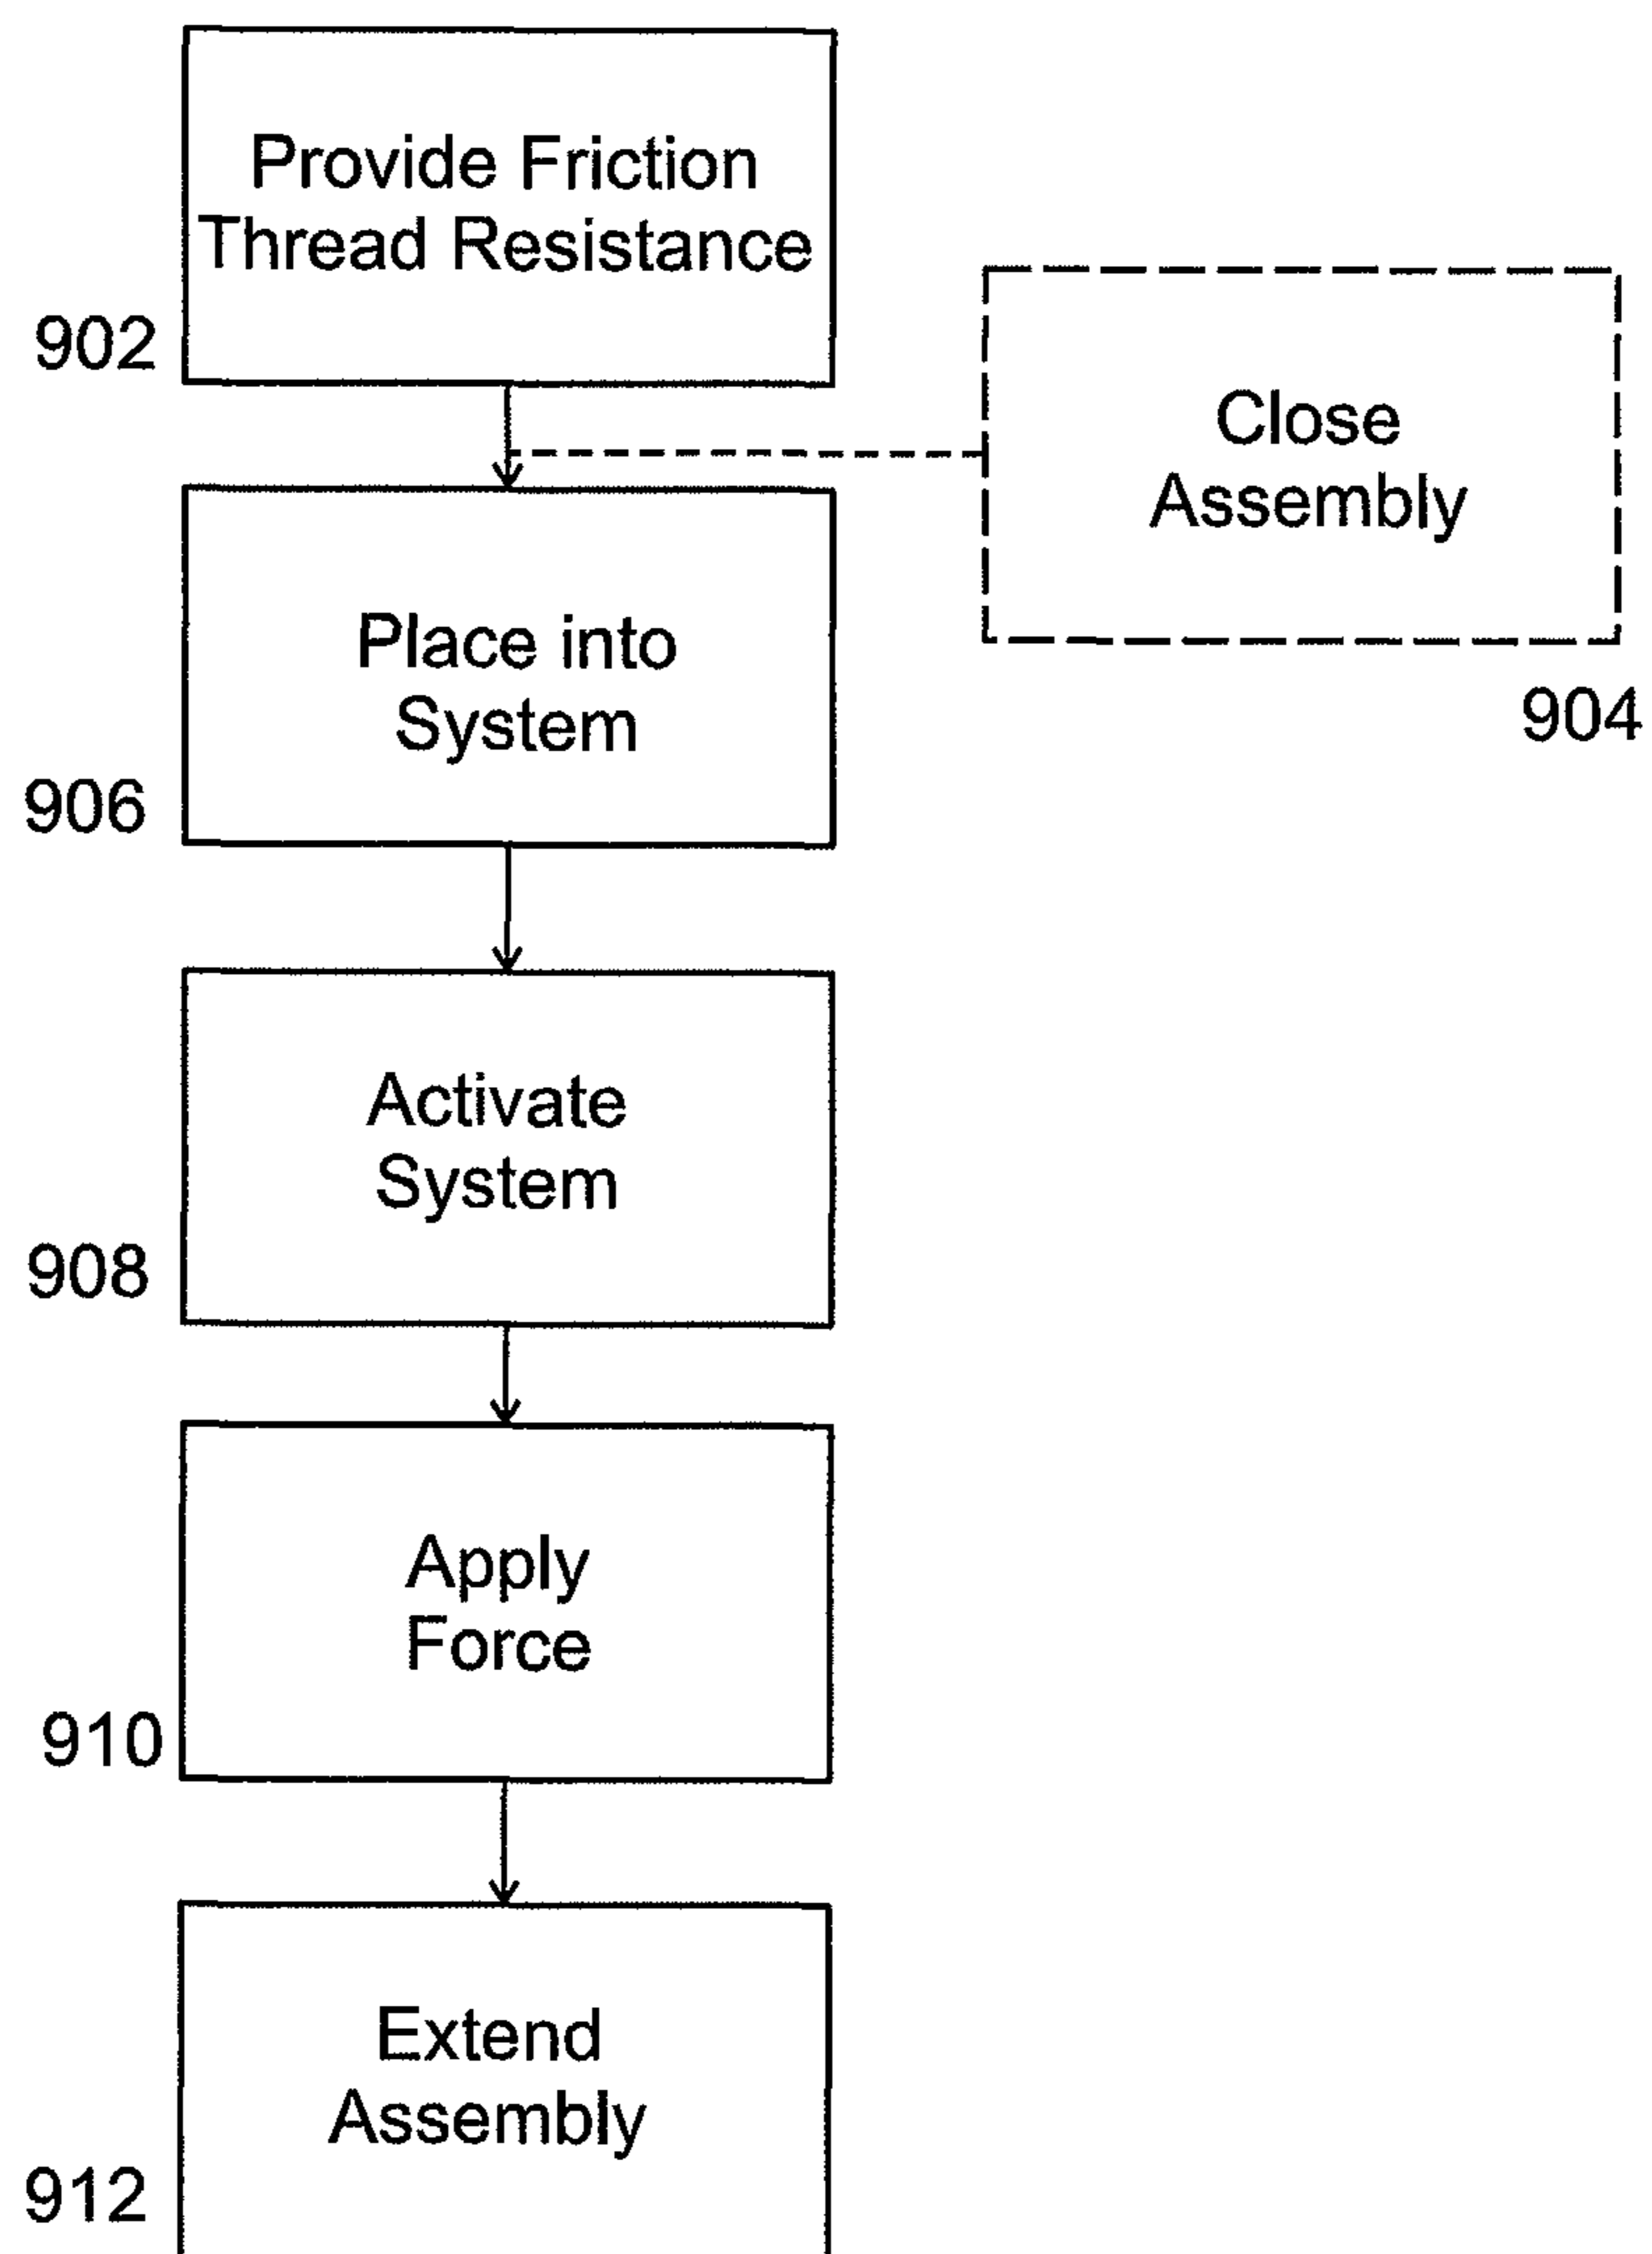 Provide Friction
Thread Resistance
902
Close
Assembly
904
Place into
System
906
Activate
System
908
Apply
Force
910
Extend
Assembly
912